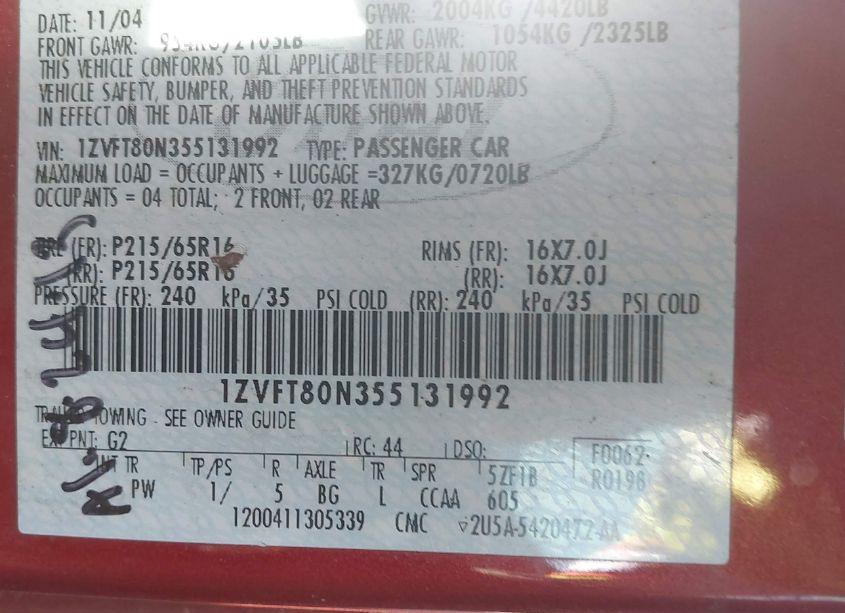 DATE: 11/04
GVWR: 2004KG /4420LB
FRONT GAWR:
REAR GAWR: 1054KG /2325LB
THIS VEHICLE CONFORMS TO ALL APPLICABLE FEDERAL MOTOR
VEHICLE SAFETY, BUMPER, AND THEFT PREVENTION STANDARDS
IN EFFECT ON THE DATE OF MANUFACTURE SHOWN ABOVE.
VIN: 1ZVFT80N355131992 TYPE: PASSENGER CAR
MAXIMUM LOAD = OCCUPANTS + LUGGAGE =327KG/0720LB
OCCUPANTS = 04 TOTAL; 2 FRONT, 02 REAR
(FR): P215/65R16 RIMS (FR): 16X7.0J
(RR): P215/65R16 (RR): 16X7.0J
PRESSURE (FR): 240 kPa/35 PSI COLD (RR): 240 kPa/35 PSI COLD
1ZVFT80N355131992
TOWING - SEE OWNER GUIDE
EXT PNT: G2 RC: 44 DSO:
F0062
INT TR TP/PS R AXLE TR SPR 5ZF1B R0198
PW 1/ 5 BG L CCAA 605
1200411305339 CMC ▽2U5A-5420472-AA